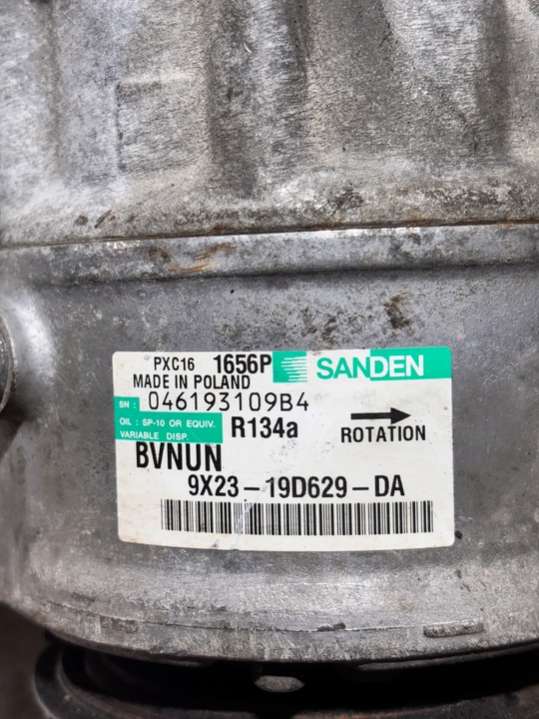 PXC16 1656P SANDEN
MADE IN POLAND
SN : 046193109B4
OIL : SP-10 OR EQUIV.
VARIABLE DISP. R134a ROTATION
BVNUN
9X23-19D629-DA